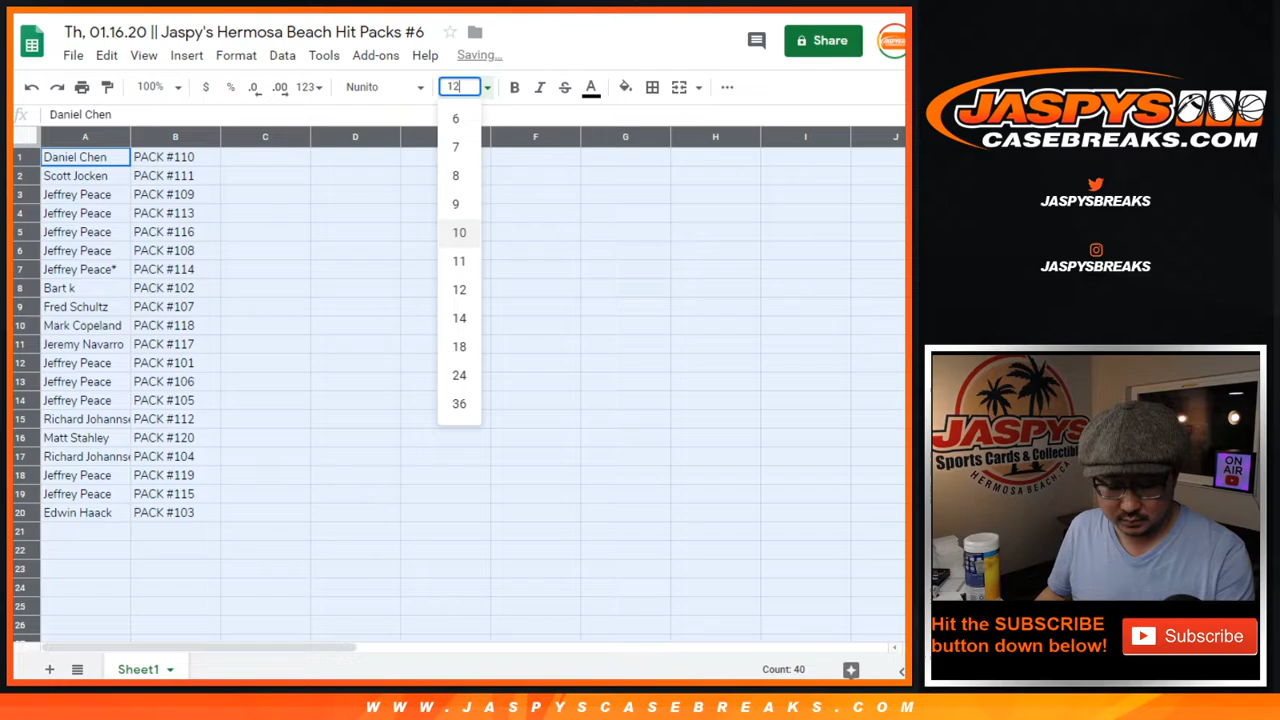 Th, 01.16.20 || Jaspy's Hermosa Beach Hit Packs #6
File Edit View Insert Format Data Tools Add-ons Help Saving...
Share
100% $ % .0 .00 123 Nunito 12 B I S A
fx Daniel Chen
A B C D F G H I J
1 Daniel Chen PACK #110
2 Scott Jocken PACK #111
3 Jeffrey Peace PACK #109
4 Jeffrey Peace PACK #113
5 Jeffrey Peace PACK #116
6 Jeffrey Peace PACK #108
7 Jeffrey Peace* PACK #114
8 Bart k PACK #102
9 Fred Schultz PACK #107
10 Mark Copeland PACK #118
11 Jeremy Navarro PACK #117
12 Jeffrey Peace PACK #101
13 Jeffrey Peace PACK #106
14 Jeffrey Peace PACK #105
15 Richard Johanns PACK #112
16 Matt Stahley PACK #120
17 Richard Johanns PACK #104
18 Jeffrey Peace PACK #119
19 Jeffrey Peace PACK #115
20 Edwin Haack PACK #103
21
22
23
24
25
26
6
7
8
9
10
11
12
14
18
24
36
Sheet1
Count: 40
JASPYS
CASEBREAKS.COM
JASPYSBREAKS
JASPYSBREAKS
JASPYS
Sports Cards & Collectibl
HERMOSA BEACH CA
ON
AIR
Hit the SUBSCRIBE
button down below!
Subscribe
WWW.JASPYSCASEBREAKS.COM